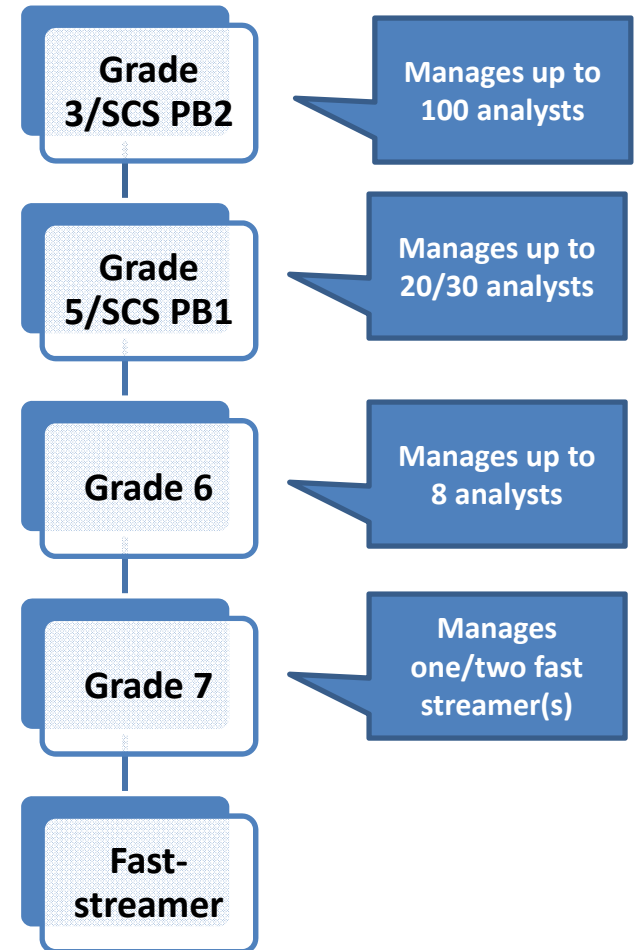 Grade
3/SCS PB2
Manages up to
100 analysts
Grade
5/SCS PB1
Manages up to
20/30 analysts
Grade 6
Manages up to
8 analysts
Grade 7
Manages
one/two fast
streamer(s)
Fast-
streamer